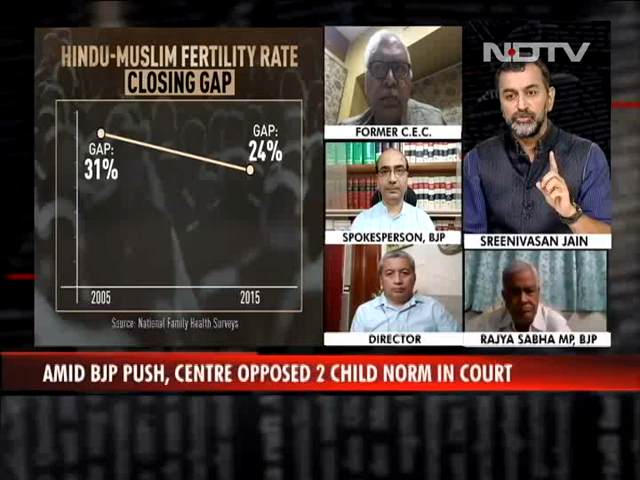 HINDU-MUSLIM FERTILITY RATE
CLOSING GAP
GAP:
31%
GAP:
24%
2005
2015
Source: National Family Health Surveys
NDTV
FORMER C.E.C.
SPOKESPERSON, BJP
SREENIVASAN JAIN
DIRECTOR
RAJYA SABHA MP, BJP
AMID BJP PUSH, CENTRE OPPOSED 2 CHILD NORM IN COURT